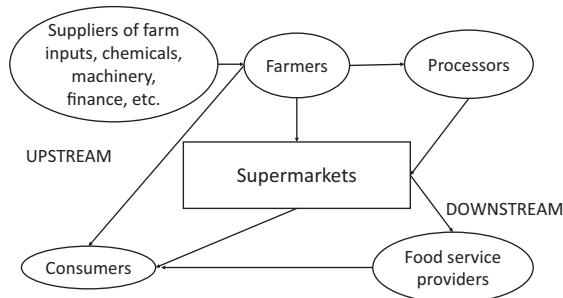 Suppliers of farm
inputs, chemicals,
machinery,
finance, etc.
Farmers
Processors
UPSTREAM
Supermarkets
DOWNSTREAM
Consumers
Food service
providers